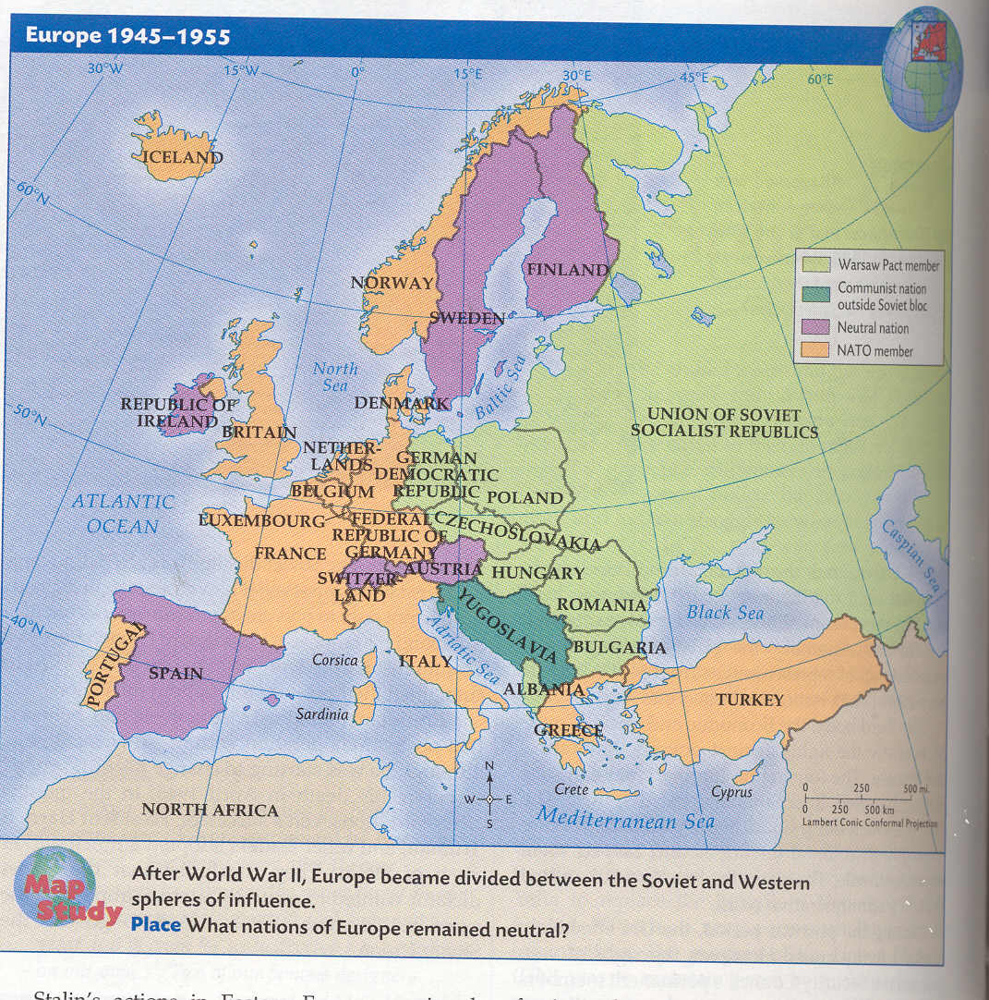 Europe 1945–1955
30°W
15°W
0°
15°E
30°E
45°E
60°E
60°N
50°N
40°N
ICELAND
NORWAY
SWEDEN
FINLAND
North
Sea
Baltic Sea
DENMARK
REPUBLIC OF
IRELAND
BRITAIN
NETHER-
LANDS
BELGIUM
LUXEMBOURG
GERMAN
DEMOCRATIC
REPUBLIC
POLAND
UNION OF SOVIET
SOCIALIST REPUBLICS
Warsaw Pact member
Communist nation
outside Soviet bloc
Neutral nation
NATO member
ATLANTIC
OCEAN
FRANCE
FEDERAL
REPUBLIC OF
GERMANY
CZECHOSLOVAKIA
AUSTRIA
HUNGARY
SWITZER-
LAND
ROMANIA
YUGOSLAVIA
BULGARIA
Black Sea
Caspian Sea
PORTUGAL
SPAIN
Corsica
Sardinia
ITALY
Adriatic Sea
ALBANIA
GREECE
TURKEY
Crete
Cyprus
Mediterranean Sea
NORTH AFRICA
N
W E
S
0 250 500 mi.
0 250 500 km
Lambert Conic Conformal Projection
Map
Study
After World War II, Europe became divided between the Soviet and Western
spheres of influence.
Place What nations of Europe remained neutral?
Stalin's actions in Eastern